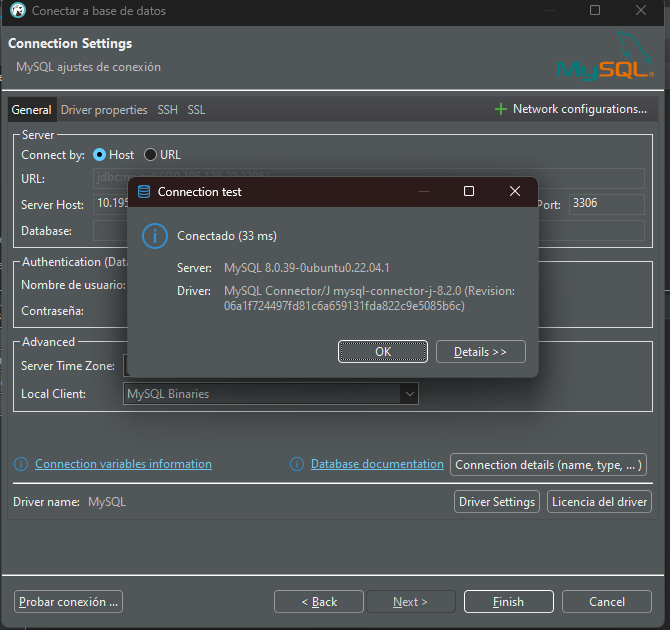 Conectar a base de datos
Connection Settings
MySQL ajustes de conexión
MySQL
General Driver properties SSH SSL Network configurations...
Server
Connect by: Host URL
URL:
Server Host: 10.195 Port: 3306
Database:
Authentication (Dat
Nombre de usuario:
Contraseña:
Advanced
Server Time Zone:
Local Client: MySQL Binaries
Connection test
Conectado (33 ms)
Server: MySQL 8.0.39-0ubuntu0.22.04.1
Driver: MySQL Connector/J mysql-connector-j-8.2.0 (Revision:
06a1f724497fd81c6a659131fda822c9e5085b6c)
OK Details >>
Connection variables information Database documentation Connection details (name, type, ... )
Driver name: MySQL Driver Settings Licencia del driver
Probar conexión ... < Back Next > Finish Cancel